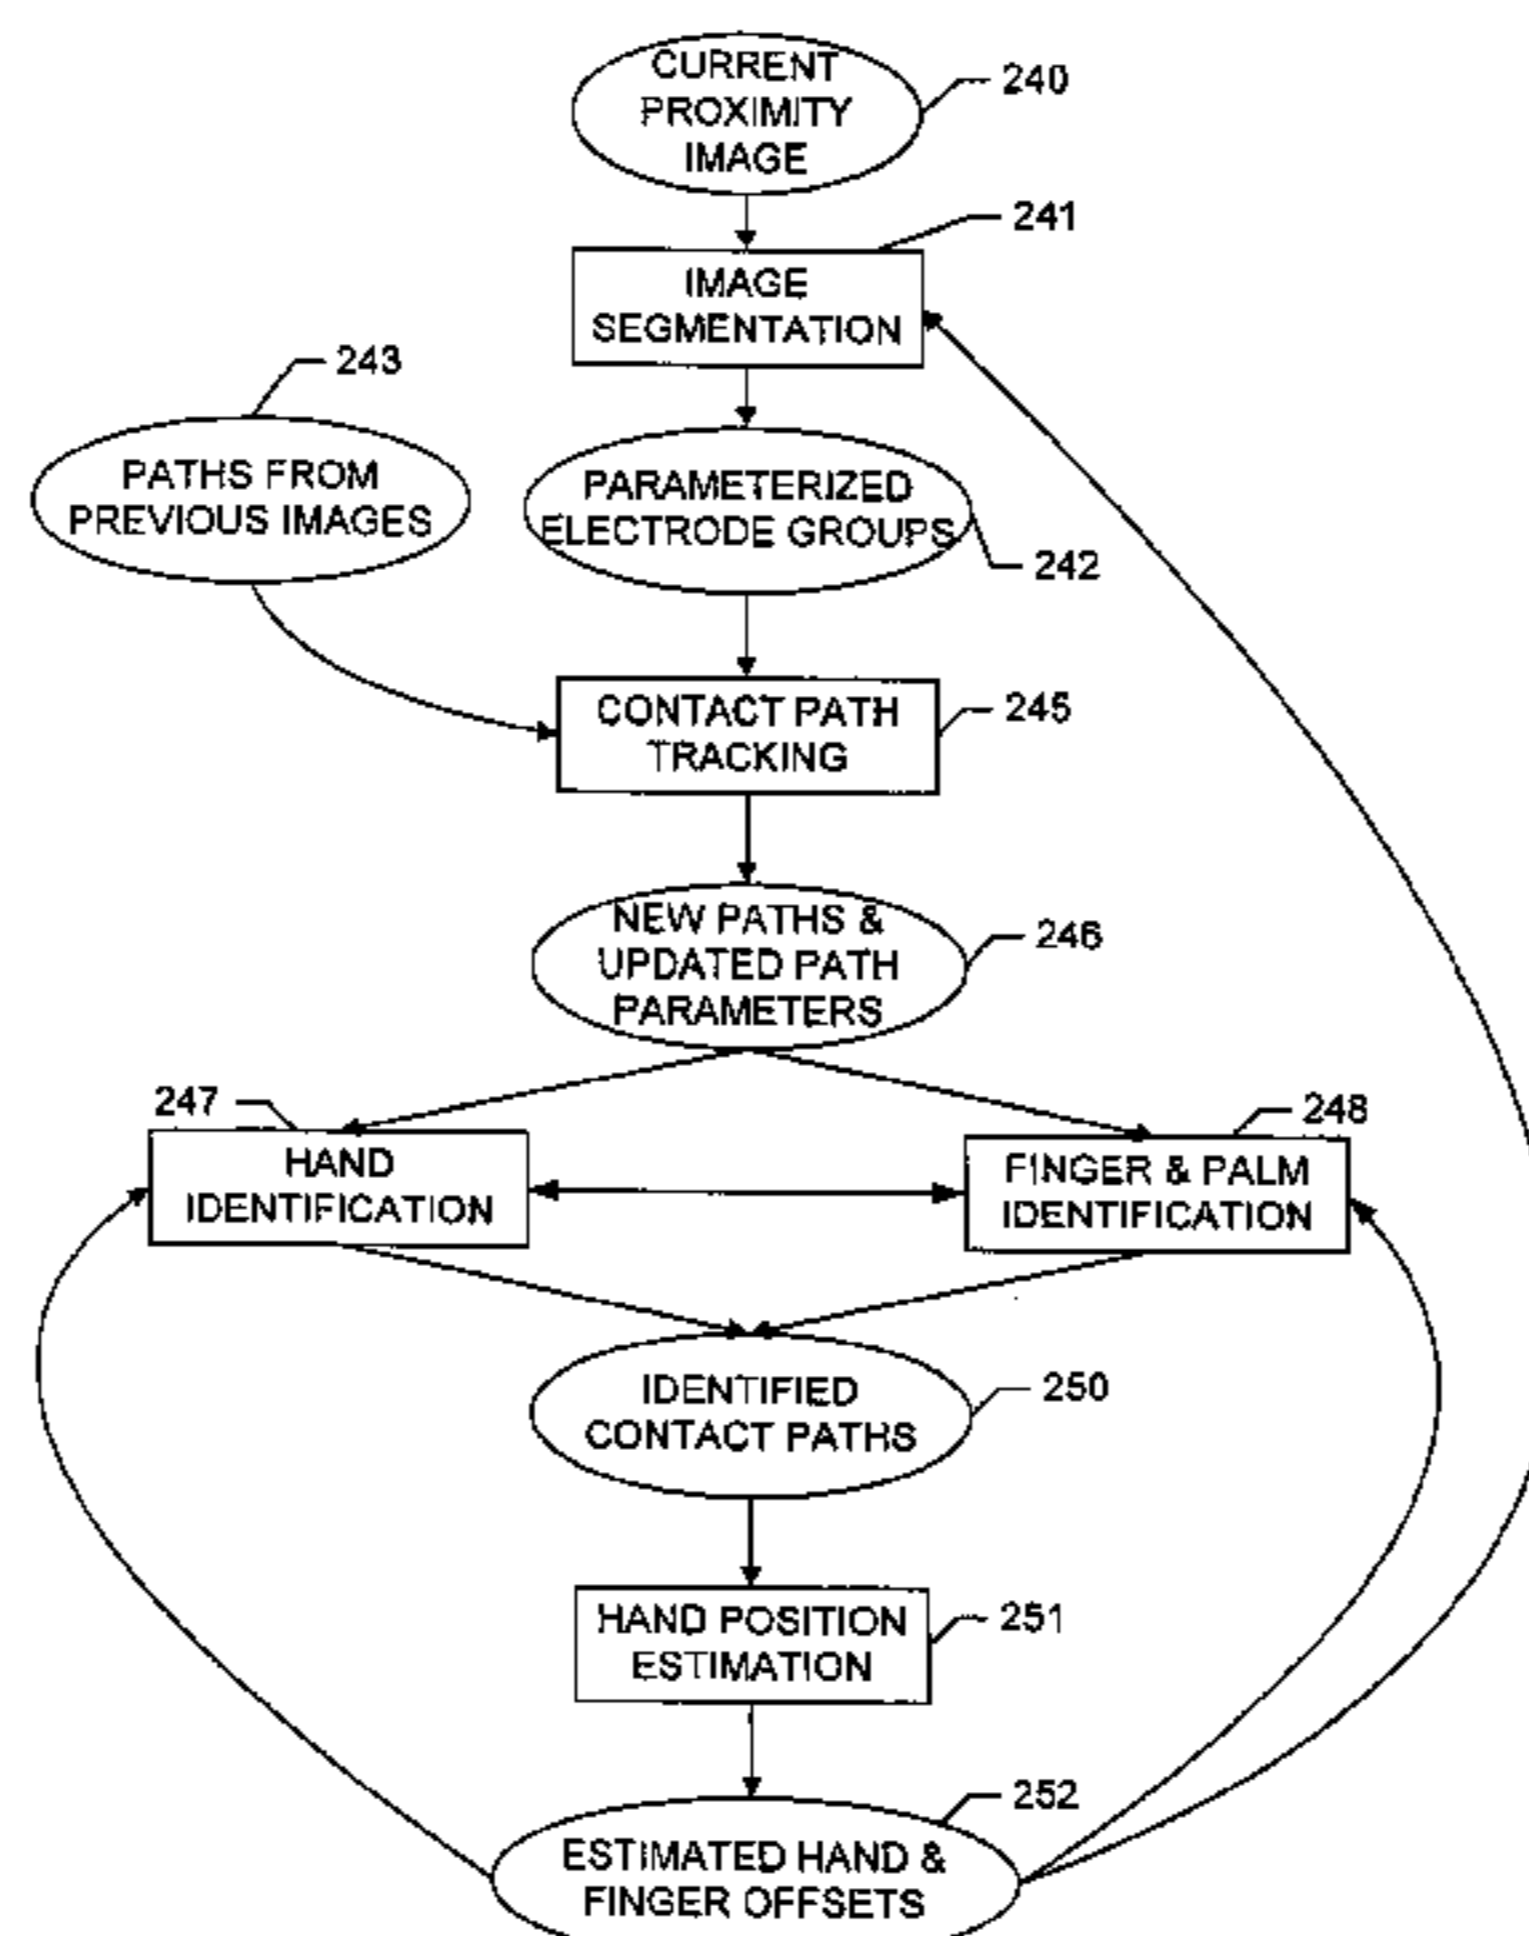 CURRENT
PROXIMITY
IMAGE
240
241
IMAGE
SEGMENTATION
243
PATHS FROM
PREVIOUS IMAGES
PARAMETERIZED
ELECTRODE GROUPS
242
CONTACT PATH
TRACKING
245
NEW PATHS &
UPDATED PATH
PARAMETERS
246
247
HAND
IDENTIFICATION
248
FINGER & PALM
IDENTIFICATION
IDENTIFIED
CONTACT PATHS
250
HAND POSITION
ESTIMATION
251
252
ESTIMATED HAND &
FINGER OFFSETS